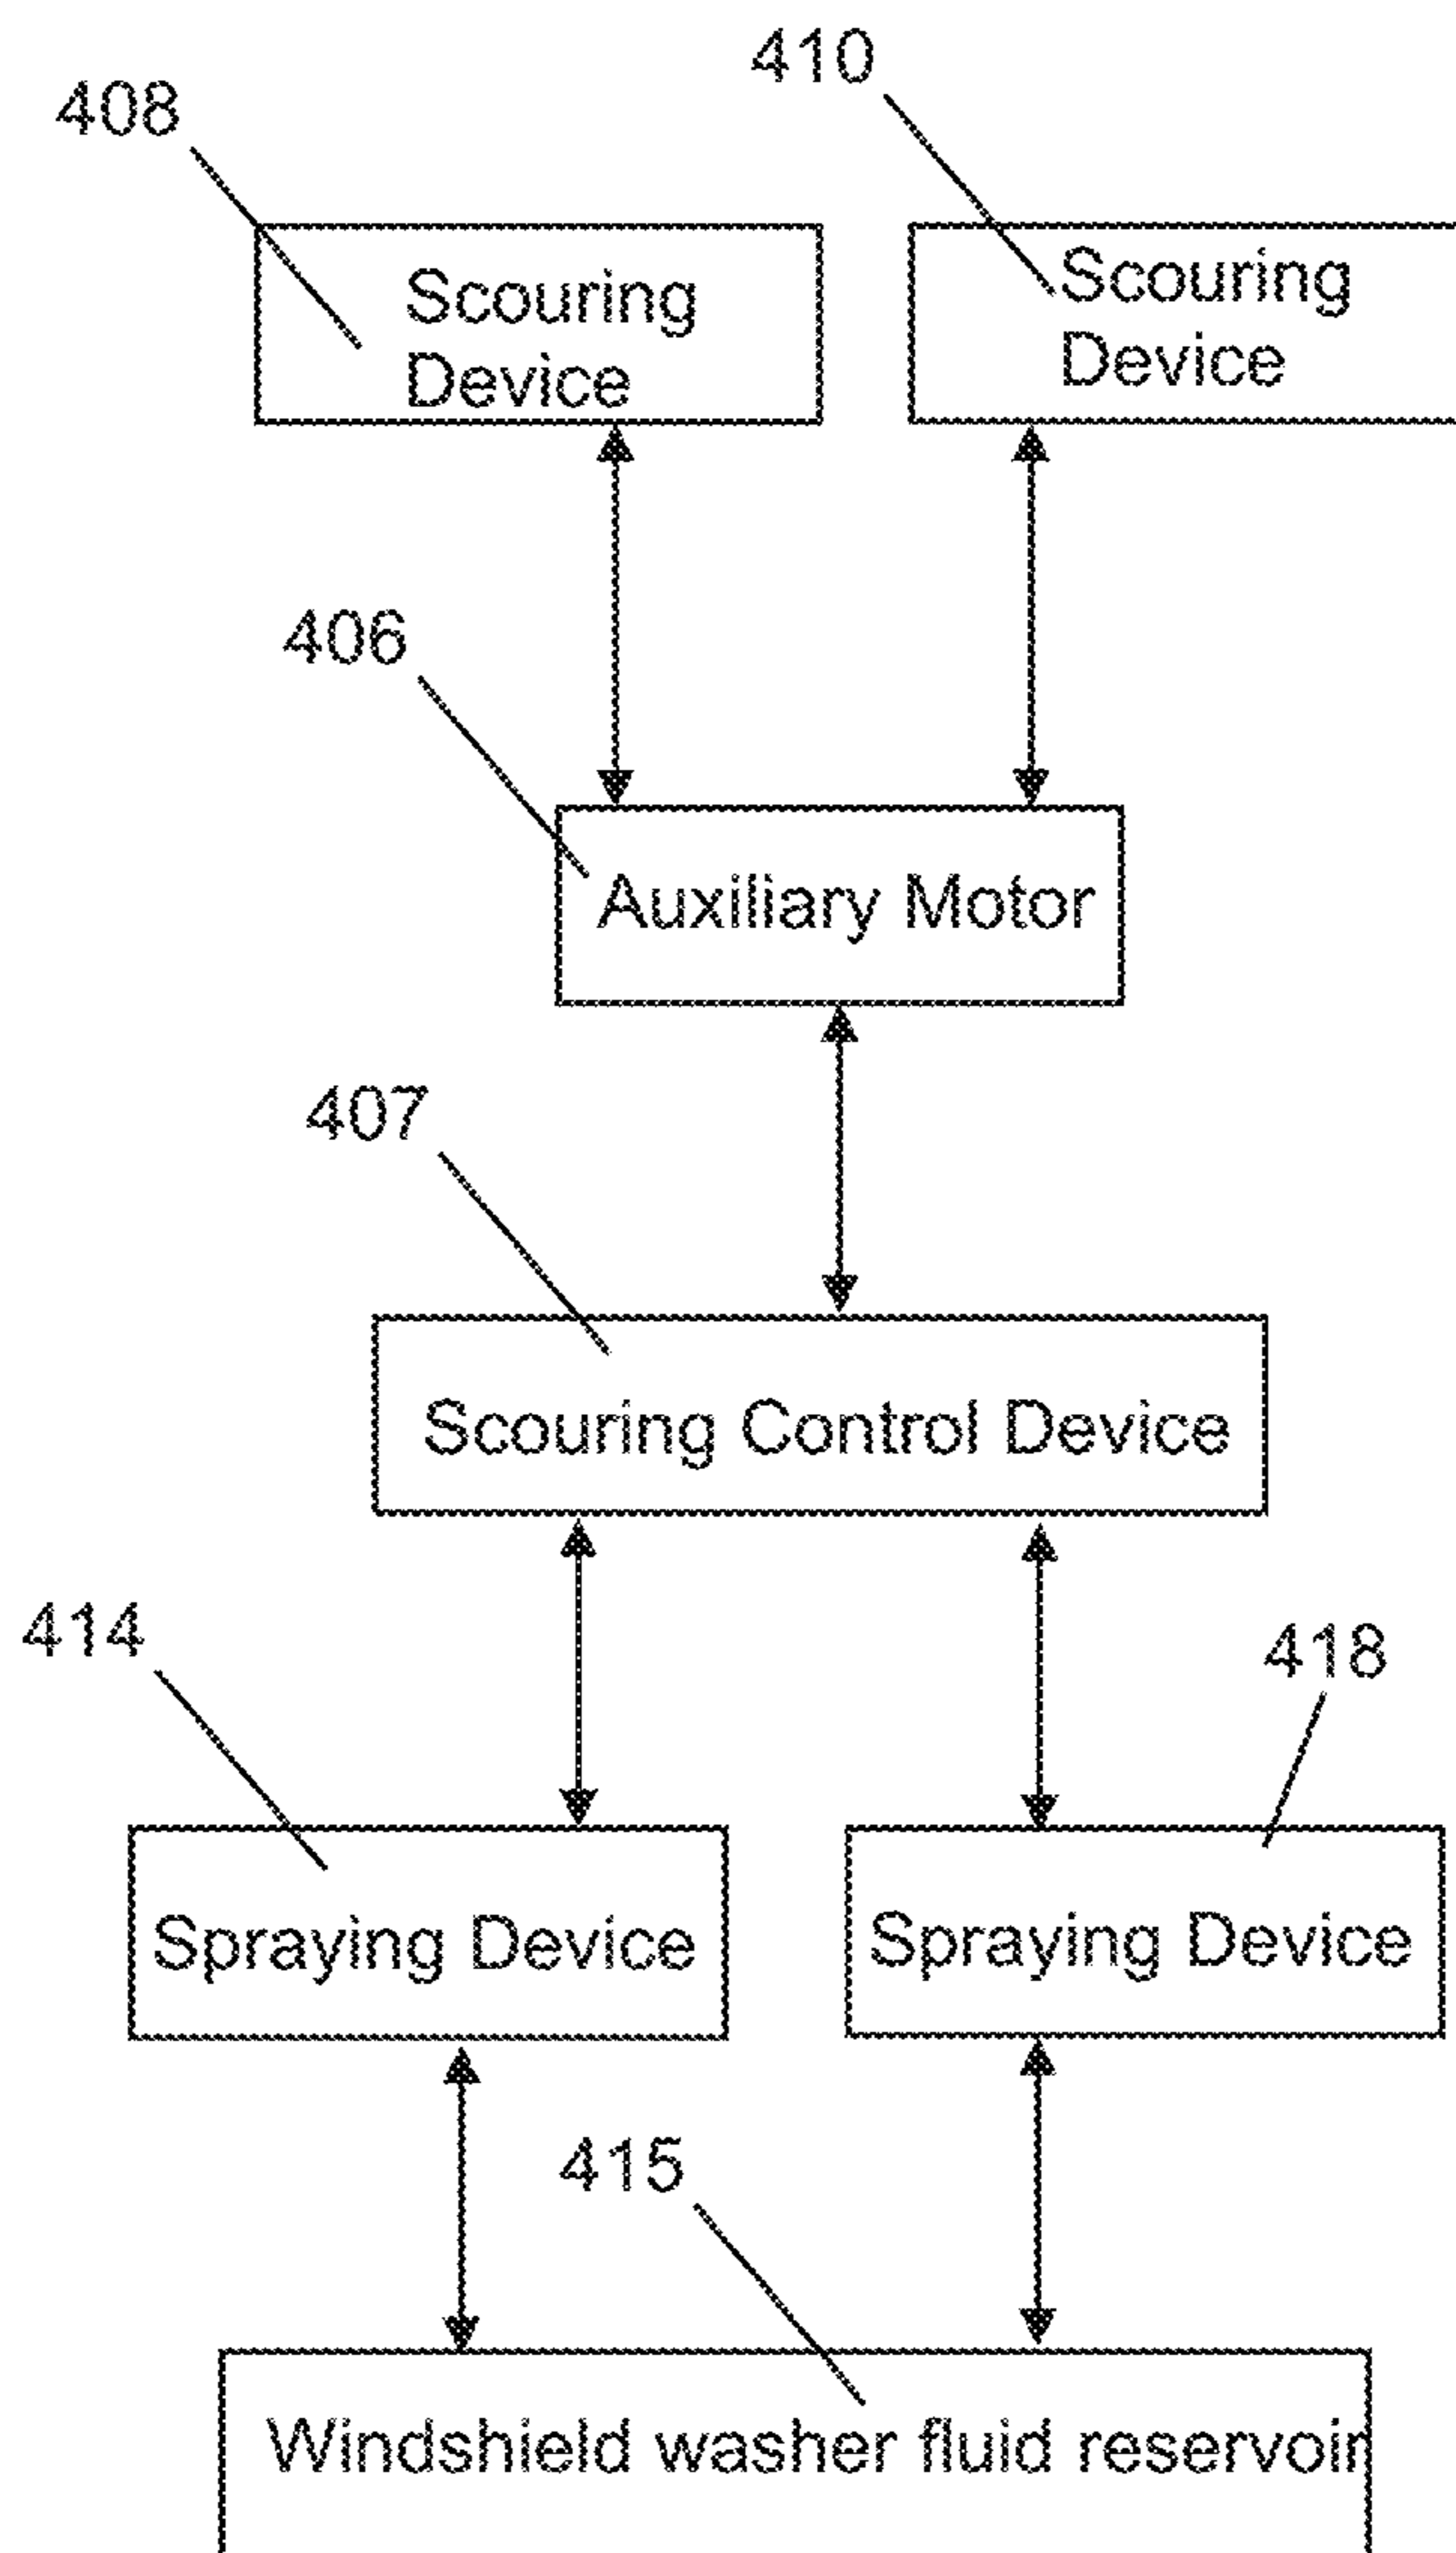 410
408
Scouring
Device
Scouring
Device
406
Auxiliary Motor
407
Scouring Control Device
414
418
Spraying Device
Spraying Device
415
Windshield washer fluid reservoir